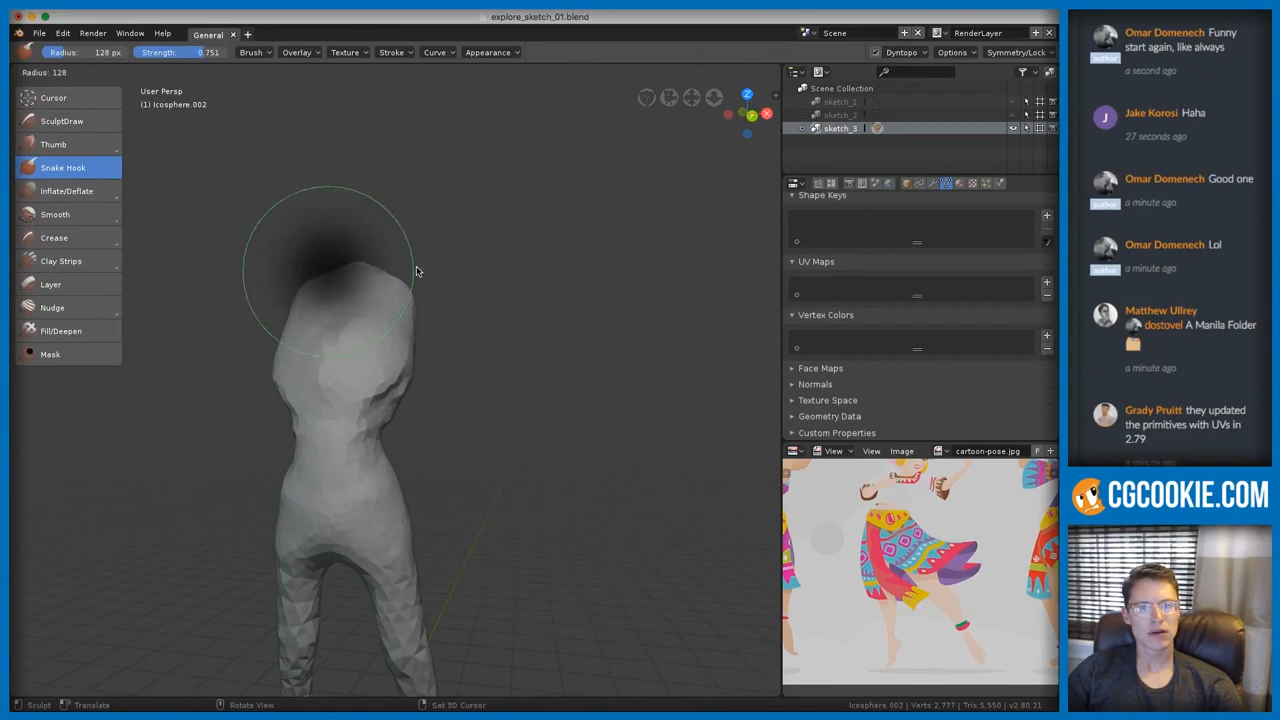 explore_sketch_01.blend
File Edit Render Window Help General Scene RenderLayer
Radius: 128 px Strength: 0.751 Brush Overlay Texture Stroke Curve Appearance Dyntopo Options Symmetry/Lock
Radius: 128
User Persp
(1) Icosphere.002
Cursor
SculptDraw
Thumb
Snake Hook
Inflate/Deflate
Smooth
Crease
Clay Strips
Layer
Nudge
Fill/Deepen
Mask
Z
Scene Collection
sketch_1
sketch_2
sketch_3
Shape Keys
UV Maps
Vertex Colors
Face Maps
Normals
Texture Space
Geometry Data
Custom Properties
View View Image cartoon-pose.jpg F
Sculpt Translate Rotate View Set 3D Cursor Icosphere.002 | Verts:2,777 | Tris:5,550 | v2.80.21
Omar Domenech Funny
start again, like always
author
a second ago
J
Jake Korosi Haha
27 seconds ago
Omar Domenech Good one
author
a minute ago
Omar Domenech Lol
author
a minute ago
Matthew Ullrey
dostovel A Manila Folder
a minute ago
Grady Pruitt they updated
the primitives with UVs in
2.79
a minute ago
CGCOOKIE.COM